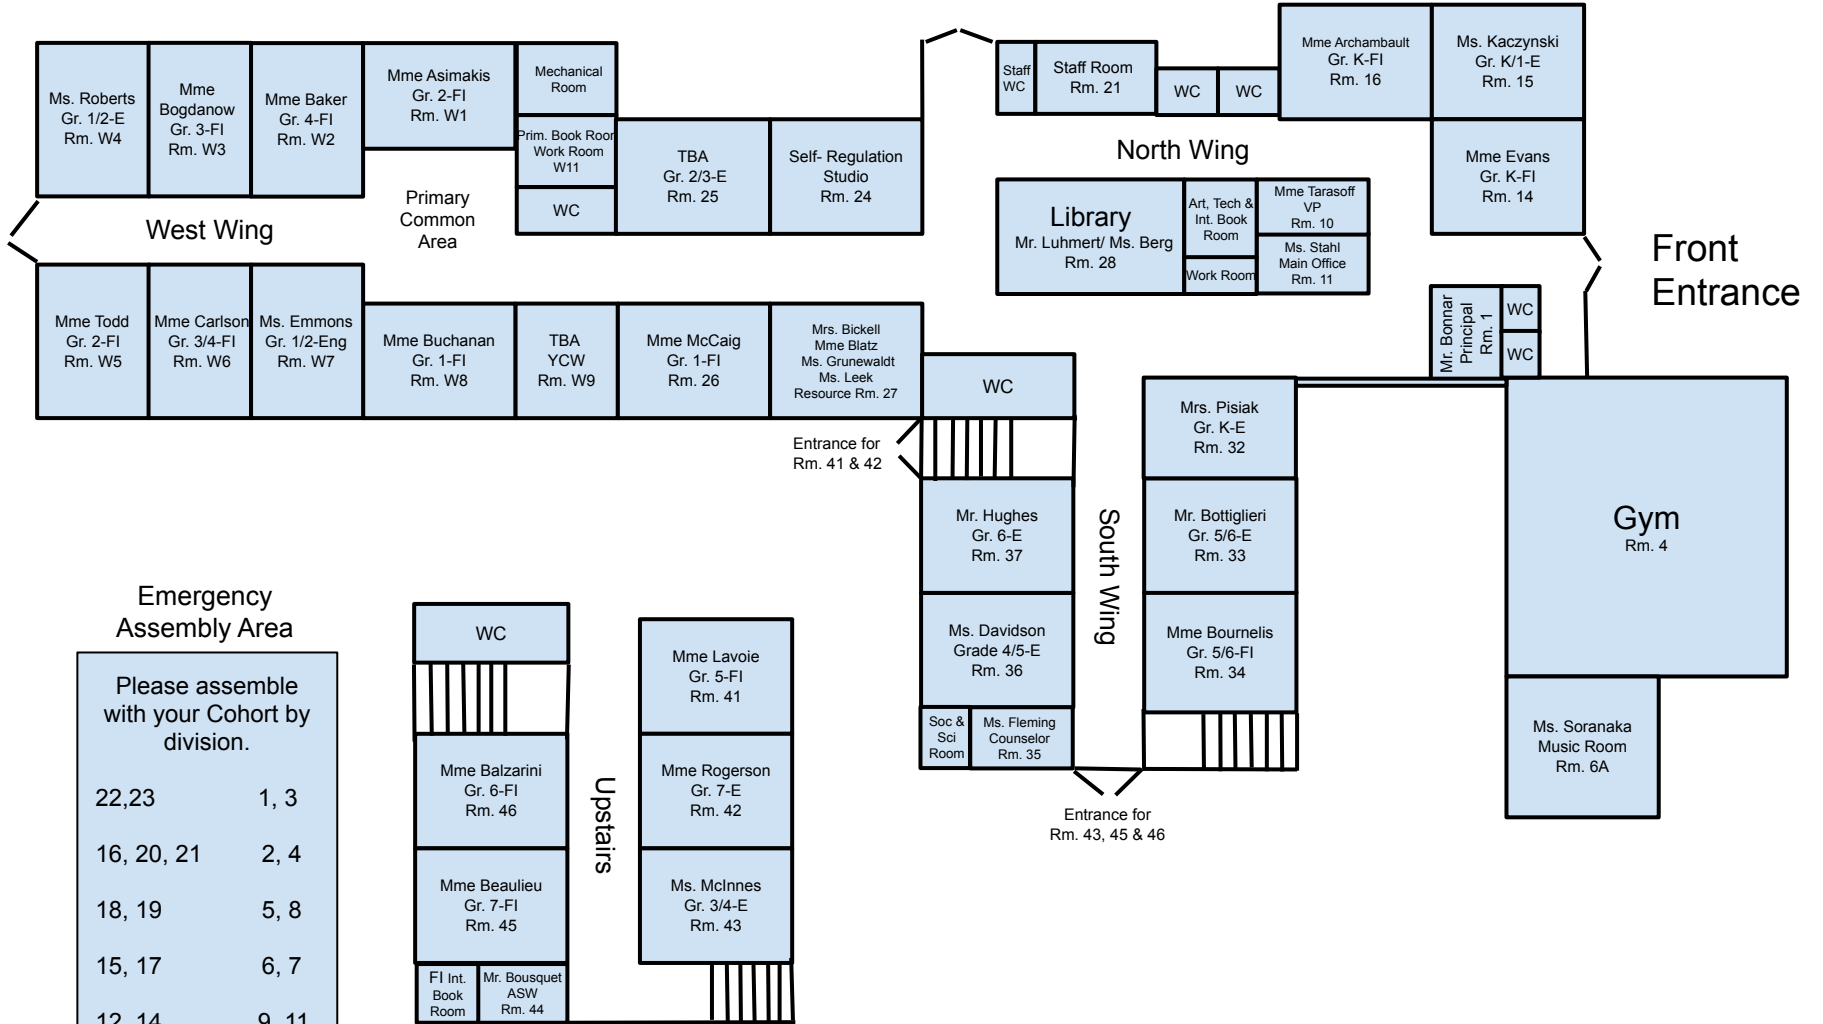 Ms. Roberts
Gr. 1/2-E
Rm. W4
Mme
Bogdanow
Gr. 3-FI
Rm. W3
Mme Baker
Gr. 4-FI
Rm. W2
Mme Asimakis
Gr. 2-FI
Rm. W1
Mechanical
Room
Prim. Book Room
Work Room
W11
WC
TBA
Gr. 2/3-E
Rm. 25
Self- Regulation
Studio
Rm. 24
Staff
WC
Staff Room
Rm. 21
WC
WC
Mme Archambault
Gr. K-FI
Rm. 16
Ms. Kaczynski
Gr. K/1-E
Rm. 15
North Wing
Mme Evans
Gr. K-FI
Rm. 14
Primary
Common
Area
West Wing
Library
Mr. Luhmert/ Ms. Berg
Rm. 28
Art, Tech &
Int. Book
Room
Work Room
Mme Tarasoff
VP
Rm. 10
Ms. Stahl
Main Office
Rm. 11
Front
Entrance
Mr. Bonnar
Principal
Rm. 1
WC
WC
Mme Todd
Gr. 2-FI
Rm. W5
Mme Carlson
Gr. 3/4-FI
Rm. W6
Ms. Emmons
Gr. 1/2-Eng
Rm. W7
Mme Buchanan
Gr. 1-FI
Rm. W8
TBA
YCW
Rm. W9
Mme McCaig
Gr. 1-FI
Rm. 26
Mrs. Bickell
Mme Blatz
Ms. Grunewaldt
Ms. Leek
Resource Rm. 27
WC
Entrance for
Rm. 41 & 42
Mrs. Pisiak
Gr. K-E
Rm. 32
Mr. Hughes
Gr. 6-E
Rm. 37
South Wing
Mr. Bottiglieri
Gr. 5/6-E
Rm. 33
Gym
Rm. 4
Ms. Davidson
Grade 4/5-E
Rm. 36
Mme Bournelis
Gr. 5/6-FI
Rm. 34
Soc &
Sci
Room
Ms. Fleming
Counselor
Rm. 35
Ms. Soranaka
Music Room
Rm. 6A
Entrance for
Rm. 43, 45 & 46
Emergency
Assembly Area
Please assemble
with your Cohort by
division.
22,23 1, 3
16, 20, 21 2, 4
18, 19 5, 8
15, 17 6, 7
12, 14 9, 11
WC
Mme Lavoie
Gr. 5-FI
Rm. 41
Mme Balzarini
Gr. 6-FI
Rm. 46
Upstairs
Mme Rogerson
Gr. 7-E
Rm. 42
Mme Beaulieu
Gr. 7-FI
Rm. 45
Ms. McInnes
Gr. 3/4-E
Rm. 43
FI Int.
Book
Room
Mr. Bousquet
ASW
Rm. 44